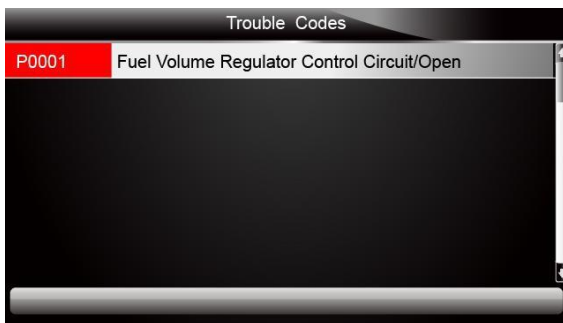 Trouble Codes
P0001 Fuel Volume Regulator Control Circuit/Open